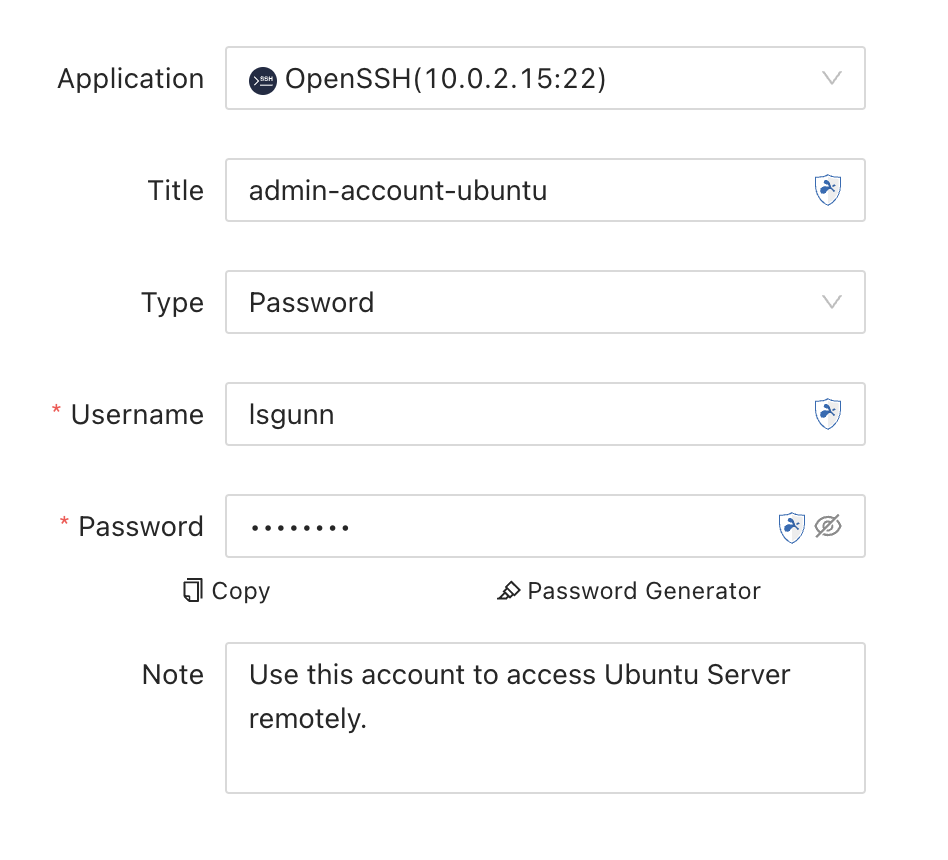 Application
SSH
OpenSSH(10.0.2.15:22)
Title
admin-account-ubuntu
Type
Password
* Username
lsgunn
* Password
••••••••
Copy
Password Generator
Note
Use this account to access Ubuntu Server
remotely.